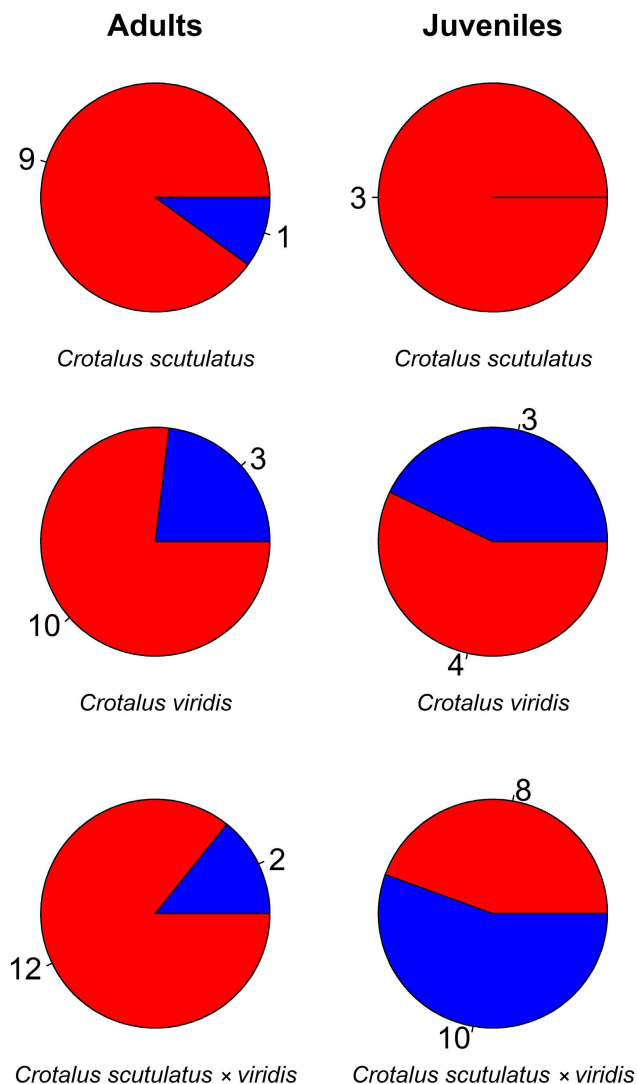 Adults Juveniles
9 1 3
Crotalus scutulatus Crotalus scutulatus
3 3
10 4
Crotalus viridis Crotalus viridis
8
2
12
10
Crotalus scutulatus × viridis Crotalus scutulatus × viridis